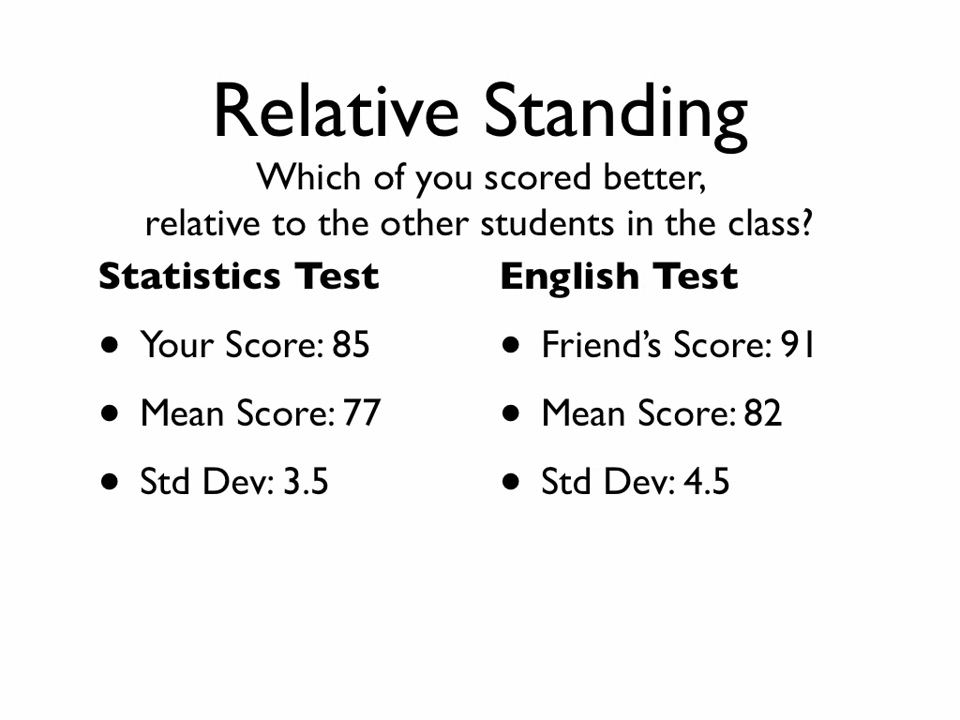 Relative Standing
Which of you scored better,
relative to the other students in the class?
Statistics Test
• Your Score: 85
• Mean Score: 77
• Std Dev: 3.5
English Test
• Friend’s Score: 91
• Mean Score: 82
• Std Dev: 4.5